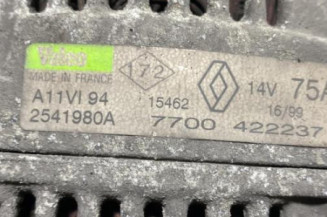 Valeo
MADE IN FRANCE 172 14V 75A
A11VI 94 15462 16/99
2541980A 7700 422237